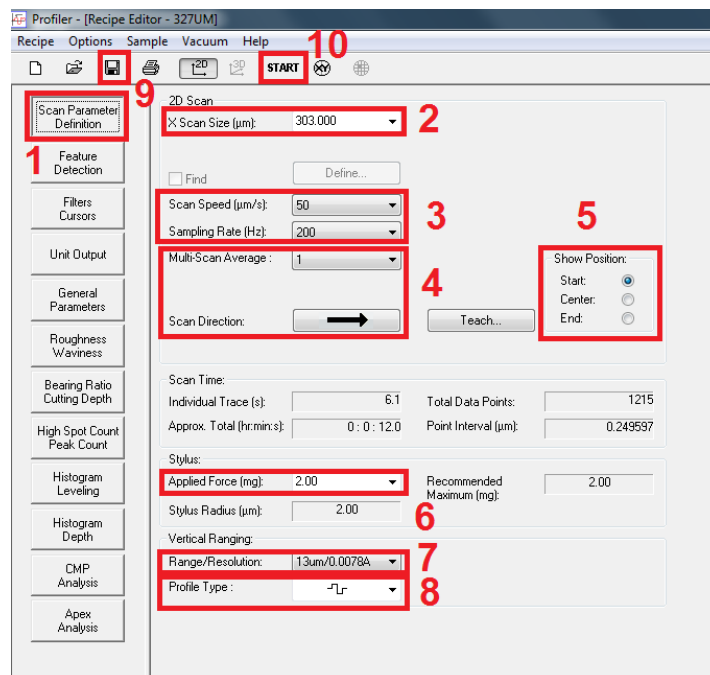 Profiler - [Recipe Editor - 327UM]
Recipe Options Sample Vacuum Help
10
2D 3D START XY
9
Scan Parameter
Definition
1
Feature
Detection
Filters
Cursors
Unit Output
General
Parameters
Roughness
Waviness
Bearing Ratio
Cutting Depth
High Spot Count
Peak Count
Histogram
Leveling
Histogram
Depth
CMP
Analysis
Apex
Analysis
2D Scan
X Scan Size (µm): 303.000 2
Find Define...
Scan Speed (µm/s): 50 3
Sampling Rate (Hz): 200
Multi-Scan Average : 1 4
Scan Direction: Teach...
5
Show Position:
Start:
Center:
End:
Scan Time:
Individual Trace (s): 6.1 Total Data Points: 1215
Approx. Total (hr:min:s): 0 : 0 : 12.0 Point Interval (µm): 0.249597
Stylus:
Applied Force (mg): 2.00 Recommended
Maximum (mg): 2.00
Stylus Radius (µm): 2.00 6
Vertical Ranging:
Range/Resolution: 13um/0.0078A 7
Profile Type : 8